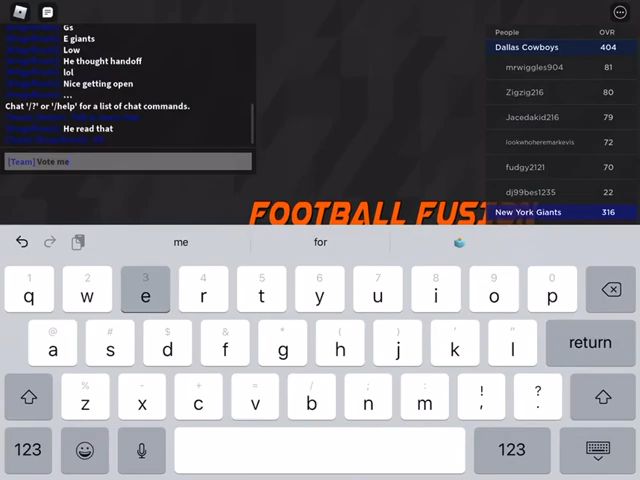 Gs
E giants
Low
He thought handoff
lol
Nice getting open
...
Chat '/?' or '/help' for a list of chat commands.
He read that
[Team] Vote me
People OVR
Dallas Cowboys 404
mrwiggles904 81
Zigzig216 80
Jacedakid216 79
lookwhoheremarkevis 72
fudgy2121 70
dj99bes1235 22
New York Giants 316
FOOTBALL FUSION
me for
1 2 3 4 5 6 7 8 9 0
q w e r t y u i o p
@ # $ & * ( ) ' "
a s d f g h j k l return
% - + = / ; : ! ?
z x c v b n m , .
123 123